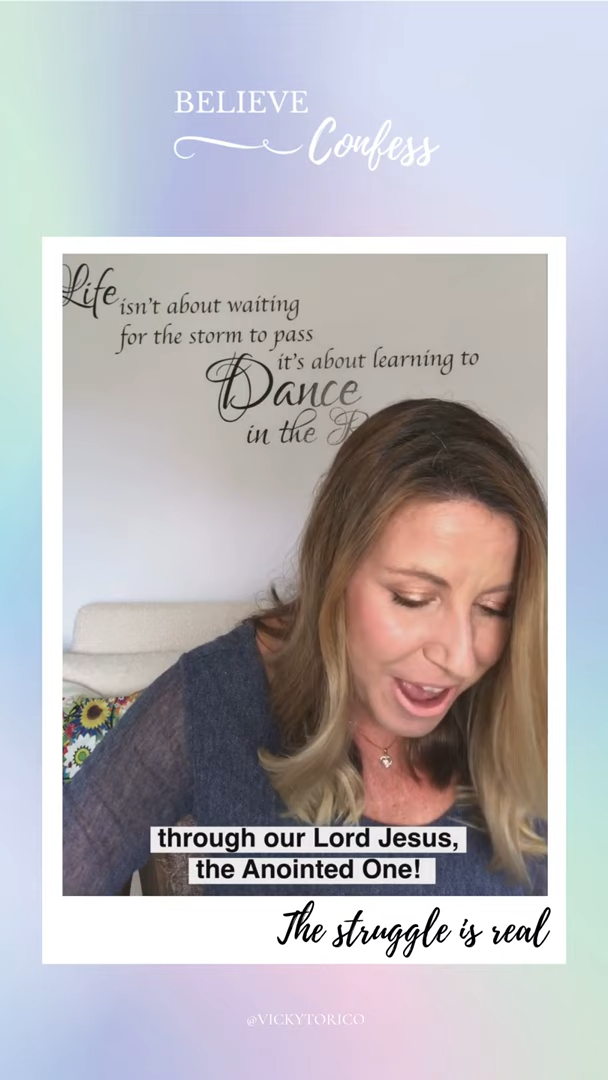 BELIEVE
Confess
Life isn't about waiting
for the storm to pass
it's about learning to
Dance
in the
through our Lord Jesus,
the Anointed One!
The struggle is real
@VICKYTORICO